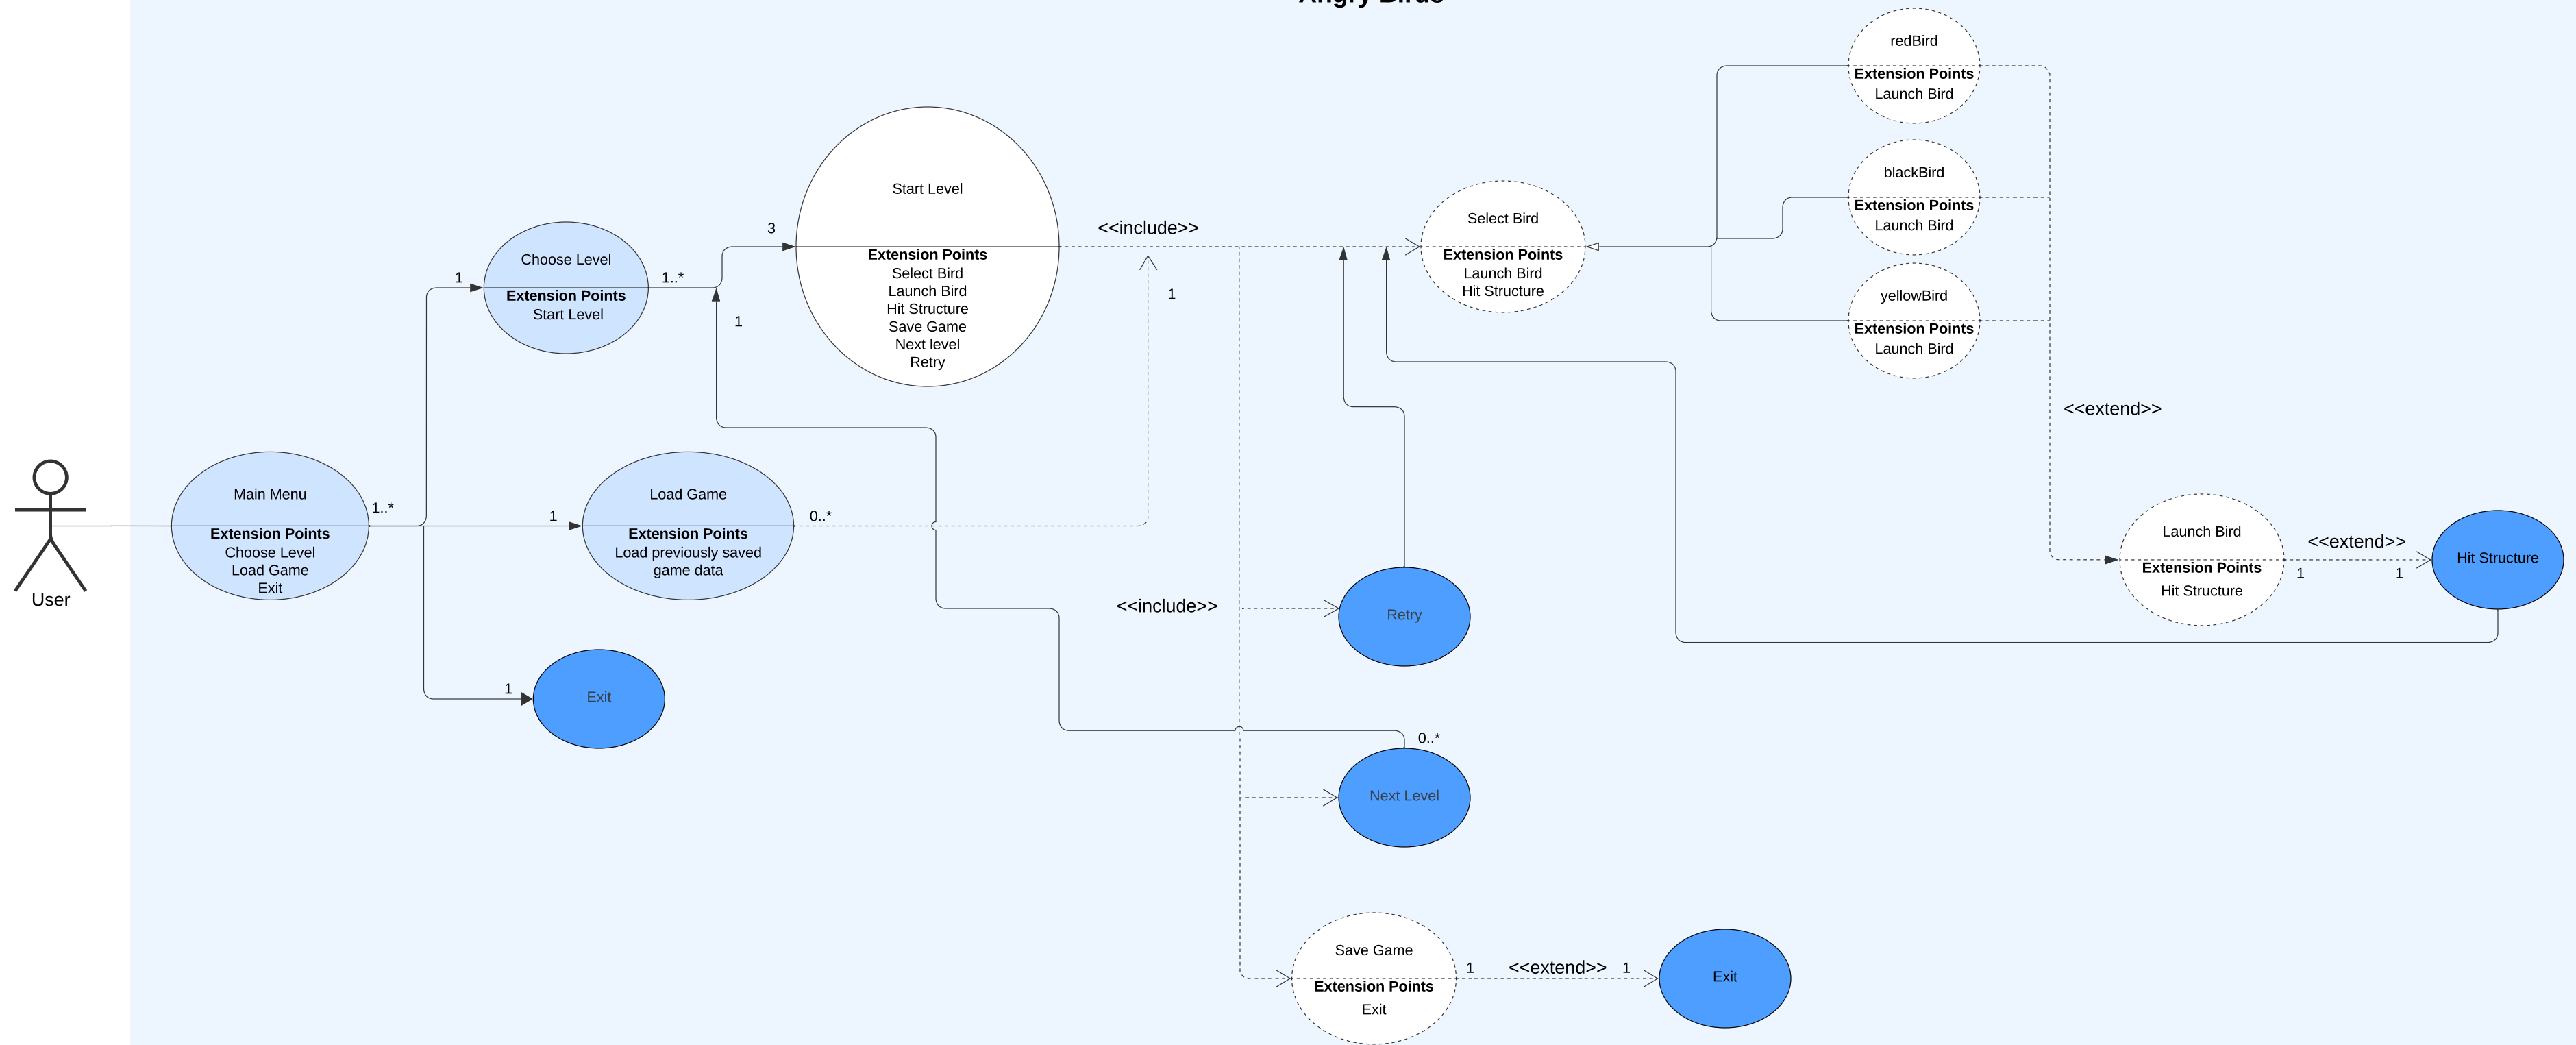 Angry Birds
redBird
Extension Points
Launch Bird
blackBird
Extension Points
Launch Bird
yellowBird
Extension Points
Launch Bird
Start Level
Extension Points
Select Bird
Launch Bird
Hit Structure
Save Game
Next level
Retry
3
<<include>>
Select Bird
Extension Points
Launch Bird
Hit Structure
Choose Level
Extension Points
Start Level
1
1..*
1
1
<<extend>>
User
Main Menu
Extension Points
Choose Level
Load Game
Exit
1..*
1
Load Game
Extension Points
Load previously saved
game data
0..*
Launch Bird
Extension Points
Hit Structure
<<extend>>
1
1
Hit Structure
<<include>>
Retry
1
Exit
0..*
Next Level
Save Game
Extension Points
Exit
1
<<extend>>
1
Exit